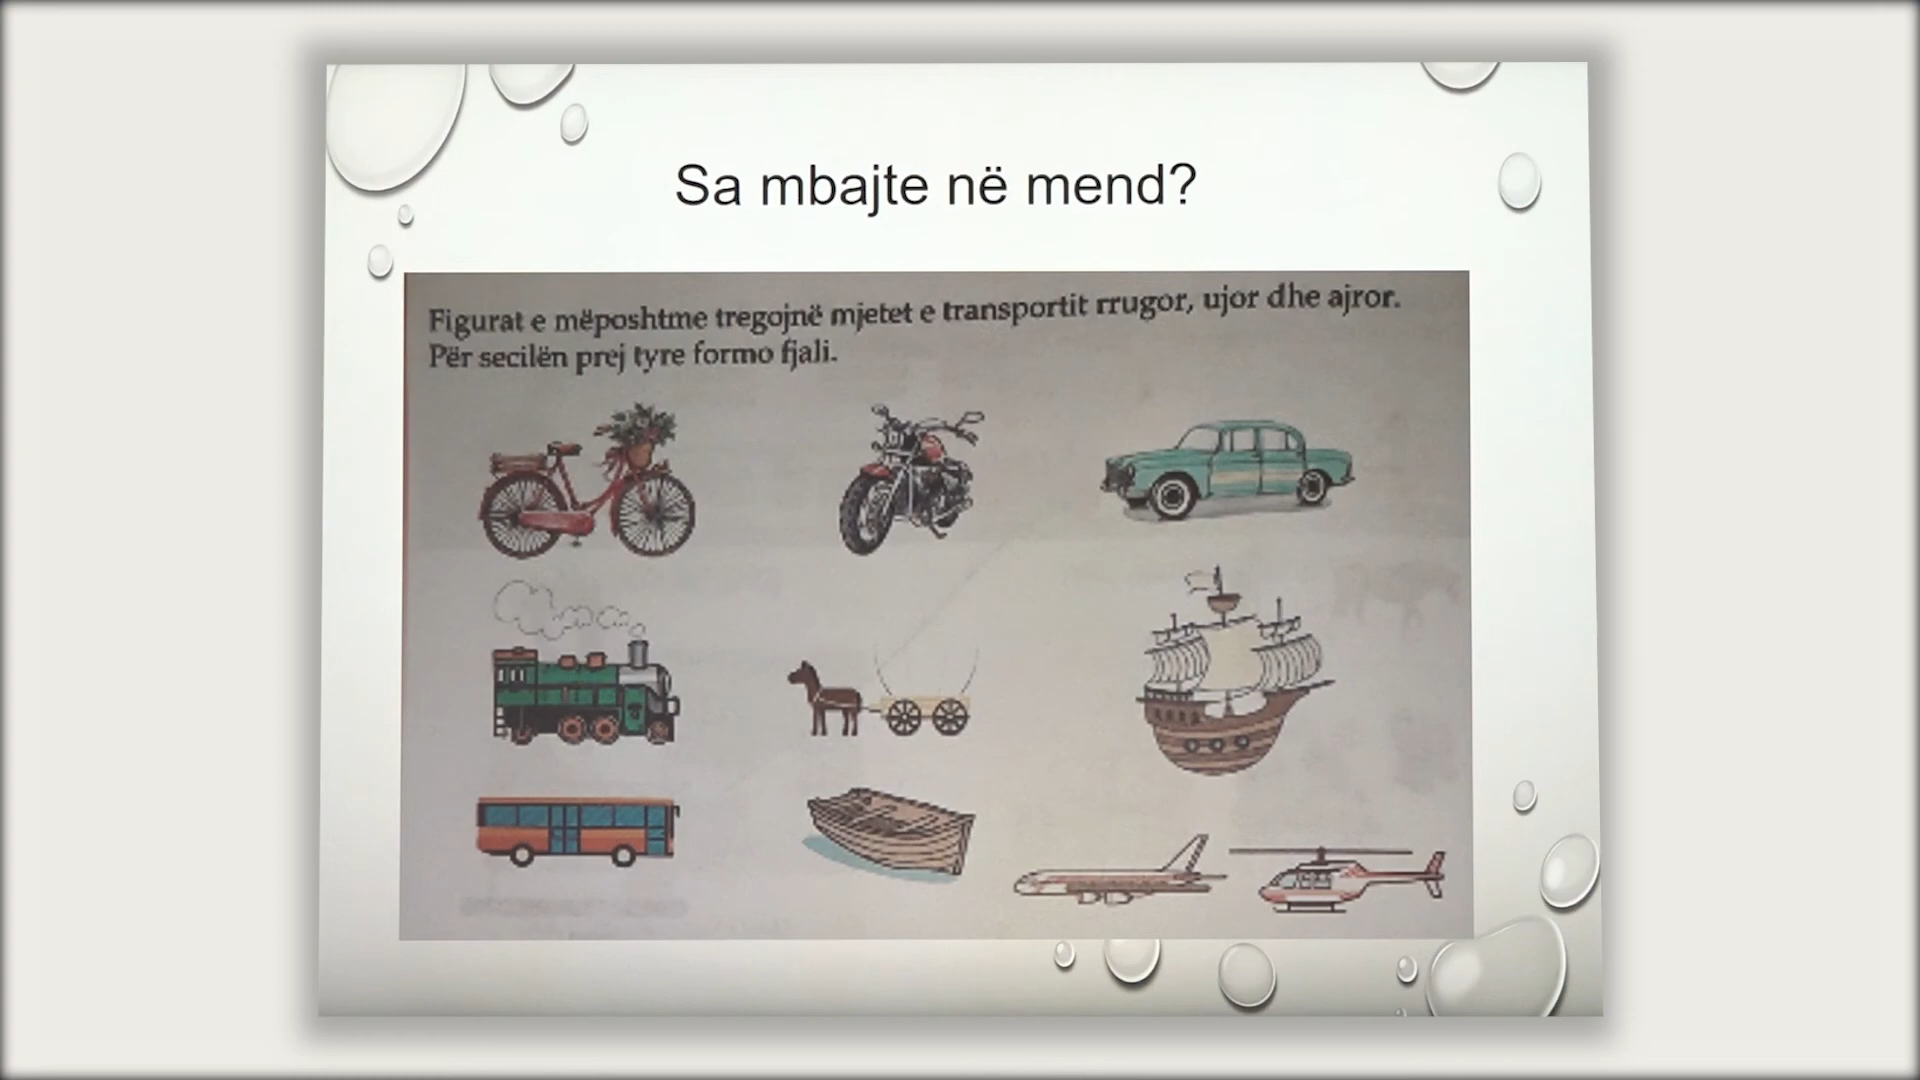 Sa mbajte në mend?
Figurat e mëposhtme tregojnë mjetet e transportit rrugor, ujor dhe ajror.
Për secilën prej tyre formo fjali.